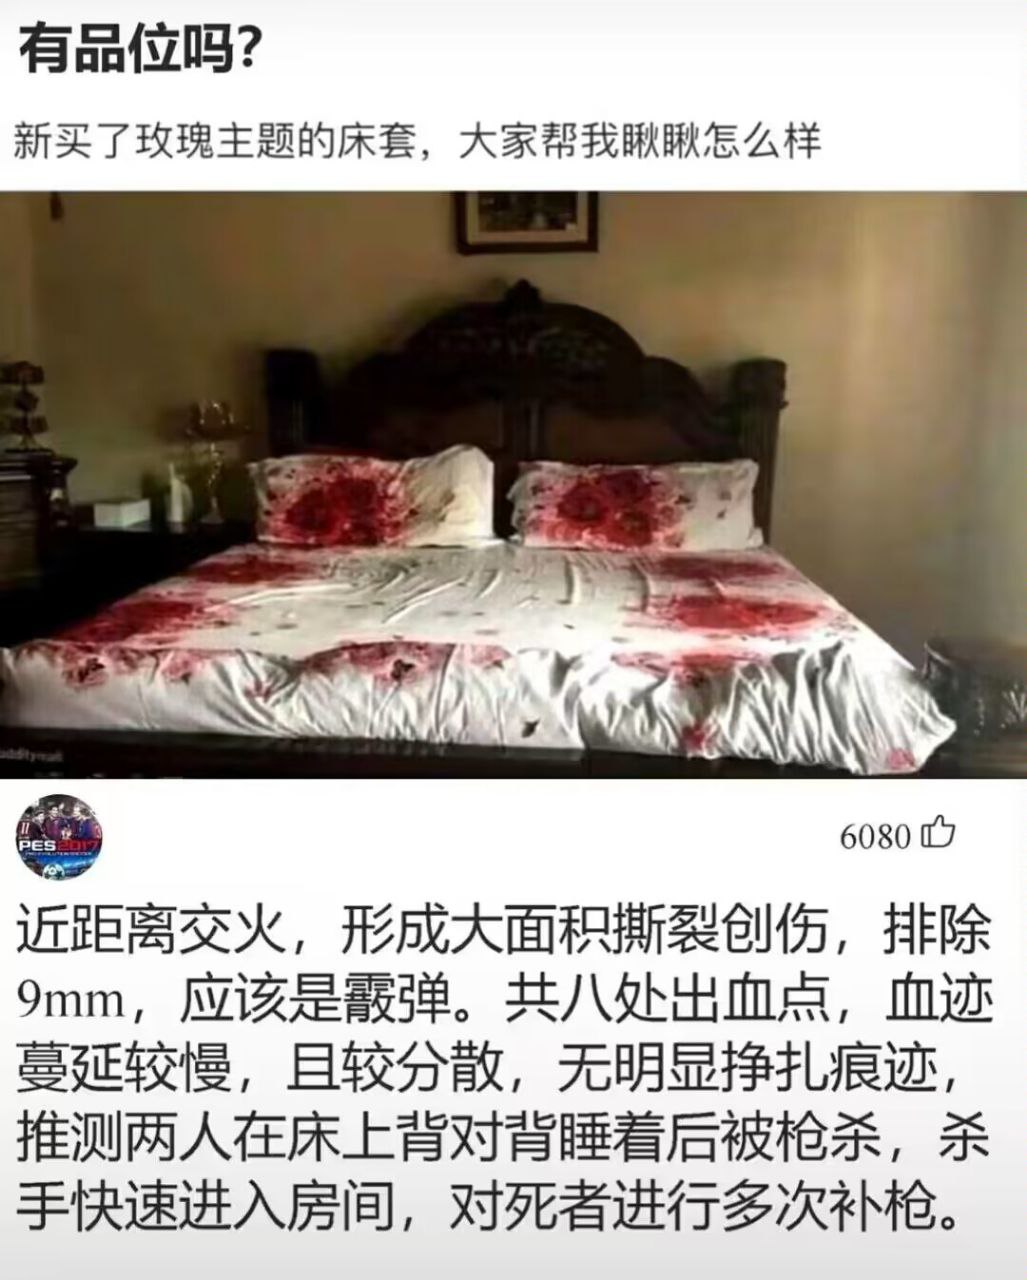 有品位吗？
新买了玫瑰主题的床套，大家帮我瞅瞅怎么样
odditymall
PES2017
6080
近距离交火，形成大面积撕裂创伤，排除
9mm，应该是霰弹。共八处出血点，血迹
蔓延较慢，且较分散，无明显挣扎痕迹，
推测两人在床上背对背睡着后被枪杀，杀
手快速进入房间，对死者进行多次补枪。